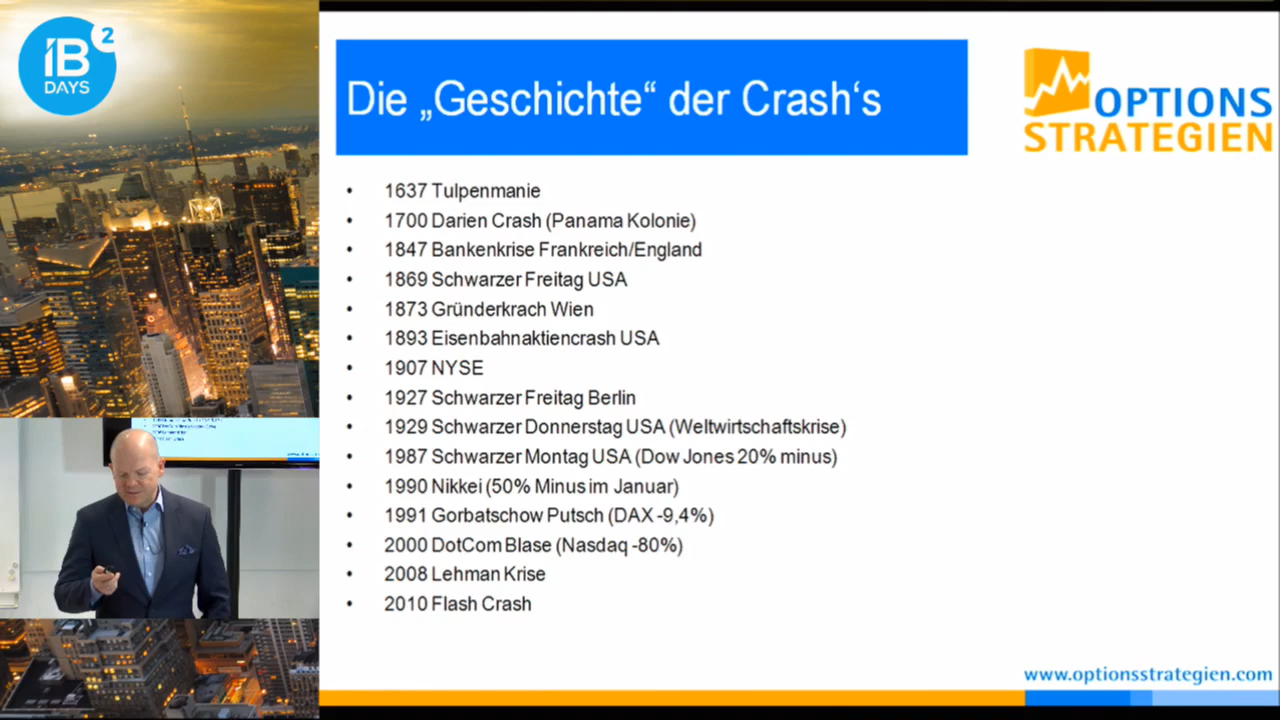 IB
DAYS
2
Die „Geschichte“ der Crash‘s
OPTIONS
STRATEGIEN
• 1637 Tulpenmanie
• 1700 Darien Crash (Panama Kolonie)
• 1847 Bankenkrise Frankreich/England
• 1869 Schwarzer Freitag USA
• 1873 Gründerkrach Wien
• 1893 Eisenbahnaktiencrash USA
• 1907 NYSE
• 1927 Schwarzer Freitag Berlin
• 1929 Schwarzer Donnerstag USA (Weltwirtschaftskrise)
• 1987 Schwarzer Montag USA (Dow Jones 20% minus)
• 1990 Nikkei (50% Minus im Januar)
• 1991 Gorbatschow Putsch (DAX -9,4%)
• 2000 DotCom Blase (Nasdaq -80%)
• 2008 Lehman Krise
• 2010 Flash Crash
www.optionsstrategien.com